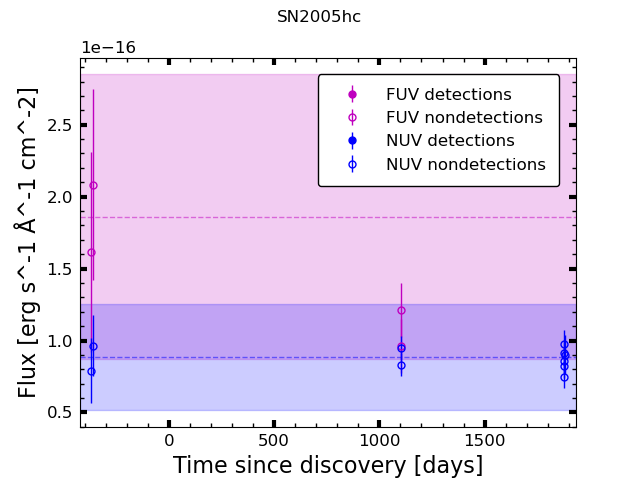 SN2005hc
1e−16
Flux [erg s^-1 Å^-1 cm^-2]
2.5
2.0
1.5
1.0
0.5
FUV detections
FUV nondetections
NUV detections
NUV nondetections
0 500 1000 1500
Time since discovery [days]